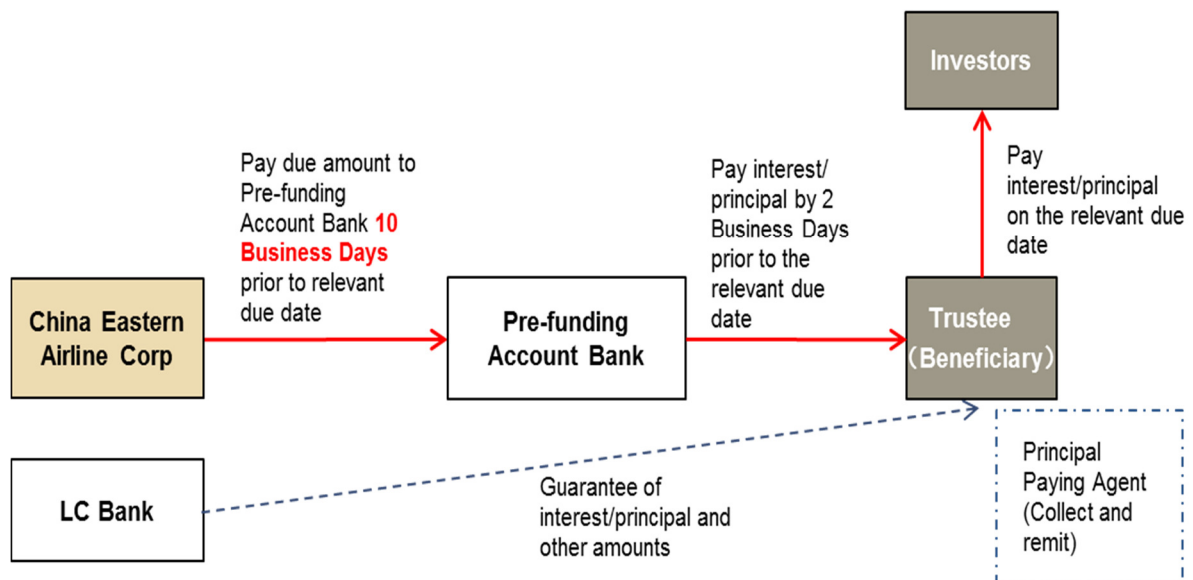 Investors
Pay due amount to
Pre-funding
Account Bank 10
Business Days
prior to relevant
due date
Pay interest/
principal by 2
Business Days
prior to the
relevant due
date
Pay
interest/principal
on the relevant due
date
China Eastern
Airline Corp
Pre-funding
Account Bank
Trustee
（Beneficiary）
LC Bank
Guarantee of
interest/principal and
other amounts
Principal
Paying Agent
(Collect and
remit)